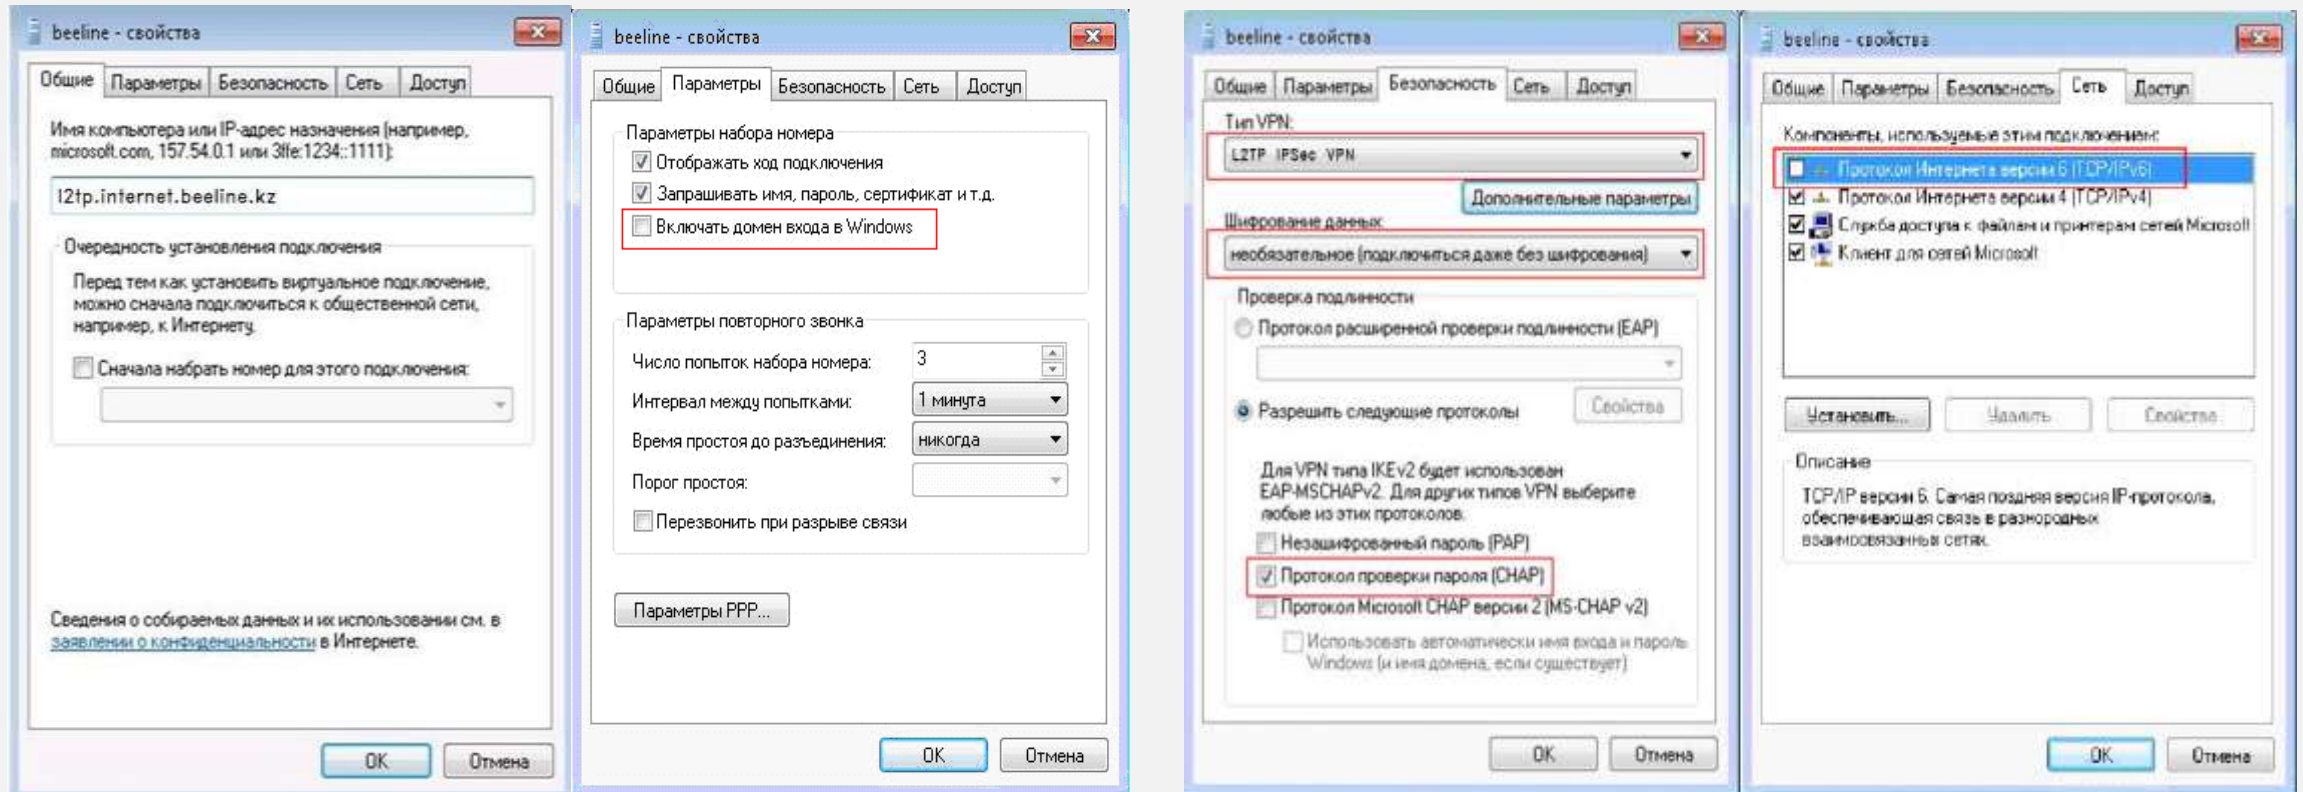 beeline - свойства
Общие Параметры Безопасность Сеть Доступ
Имя компьютера или IP-адрес назначения (например,
microsoft.com, 157.54.0.1 или 3ffe:1234::1111):
l2tp.internet.beeline.kz
Очередность установления подключения
Перед тем как установить виртуальное подключение,
можно сначала подключиться к общественной сети,
например, к Интернету.
Сначала набрать номер для этого подключения:
Сведения о собираемых данных и их использовании см. в
заявлении о конфиденциальности в Интернете.
OK Отмена
beeline - свойства
Общие Параметры Безопасность Сеть Доступ
Параметры набора номера
Отображать ход подключения
Запрашивать имя, пароль, сертификат и т.д.
Включать домен входа в Windows
Параметры повторного звонка
Число попыток набора номера: 3
Интервал между попытками: 1 минута
Время простоя до разъединения: никогда
Порог простоя:
Перезвонить при разрыве связи
Параметры PPP...
OK Отмена
beeline - свойства
Общие Параметры Безопасность Сеть Доступ
Тип VPN:
L2TP IPSec VPN
Дополнительные параметры
Шифрование данных:
необязательное (подключиться даже без шифрования)
Проверка подлинности
Протокол расширенной проверки подлинности (EAP)
Разрешить следующие протоколы Свойства
Для VPN типа IKEv2 будет использован
EAP-MSCHAPv2. Для других типов VPN выберите
любые из этих протоколов.
Незашифрованный пароль (PAP)
Протокол проверки пароля (CHAP)
Протокол Microsoft CHAP версии 2 (MS-CHAP v2)
Использовать автоматически имя входа и пароль
Windows (и имя домена, если существует)
OK Отмена
beeline - свойства
Общие Параметры Безопасность Сеть Доступ
Компоненты, используемые этим подключением:
Протокол Интернета версии 6 (TCP/IPv6)
Протокол Интернета версии 4 (TCP/IPv4)
Служба доступа к файлам и принтерам сетей Microsoft
Клиент для сетей Microsoft
Установить... Удалить Свойства
Описание
TCP/IP версии 6. Самая поздняя версия IP-протокола,
обеспечивающая связь в разнородных
взаимосвязанных сетях.
OK Отмена